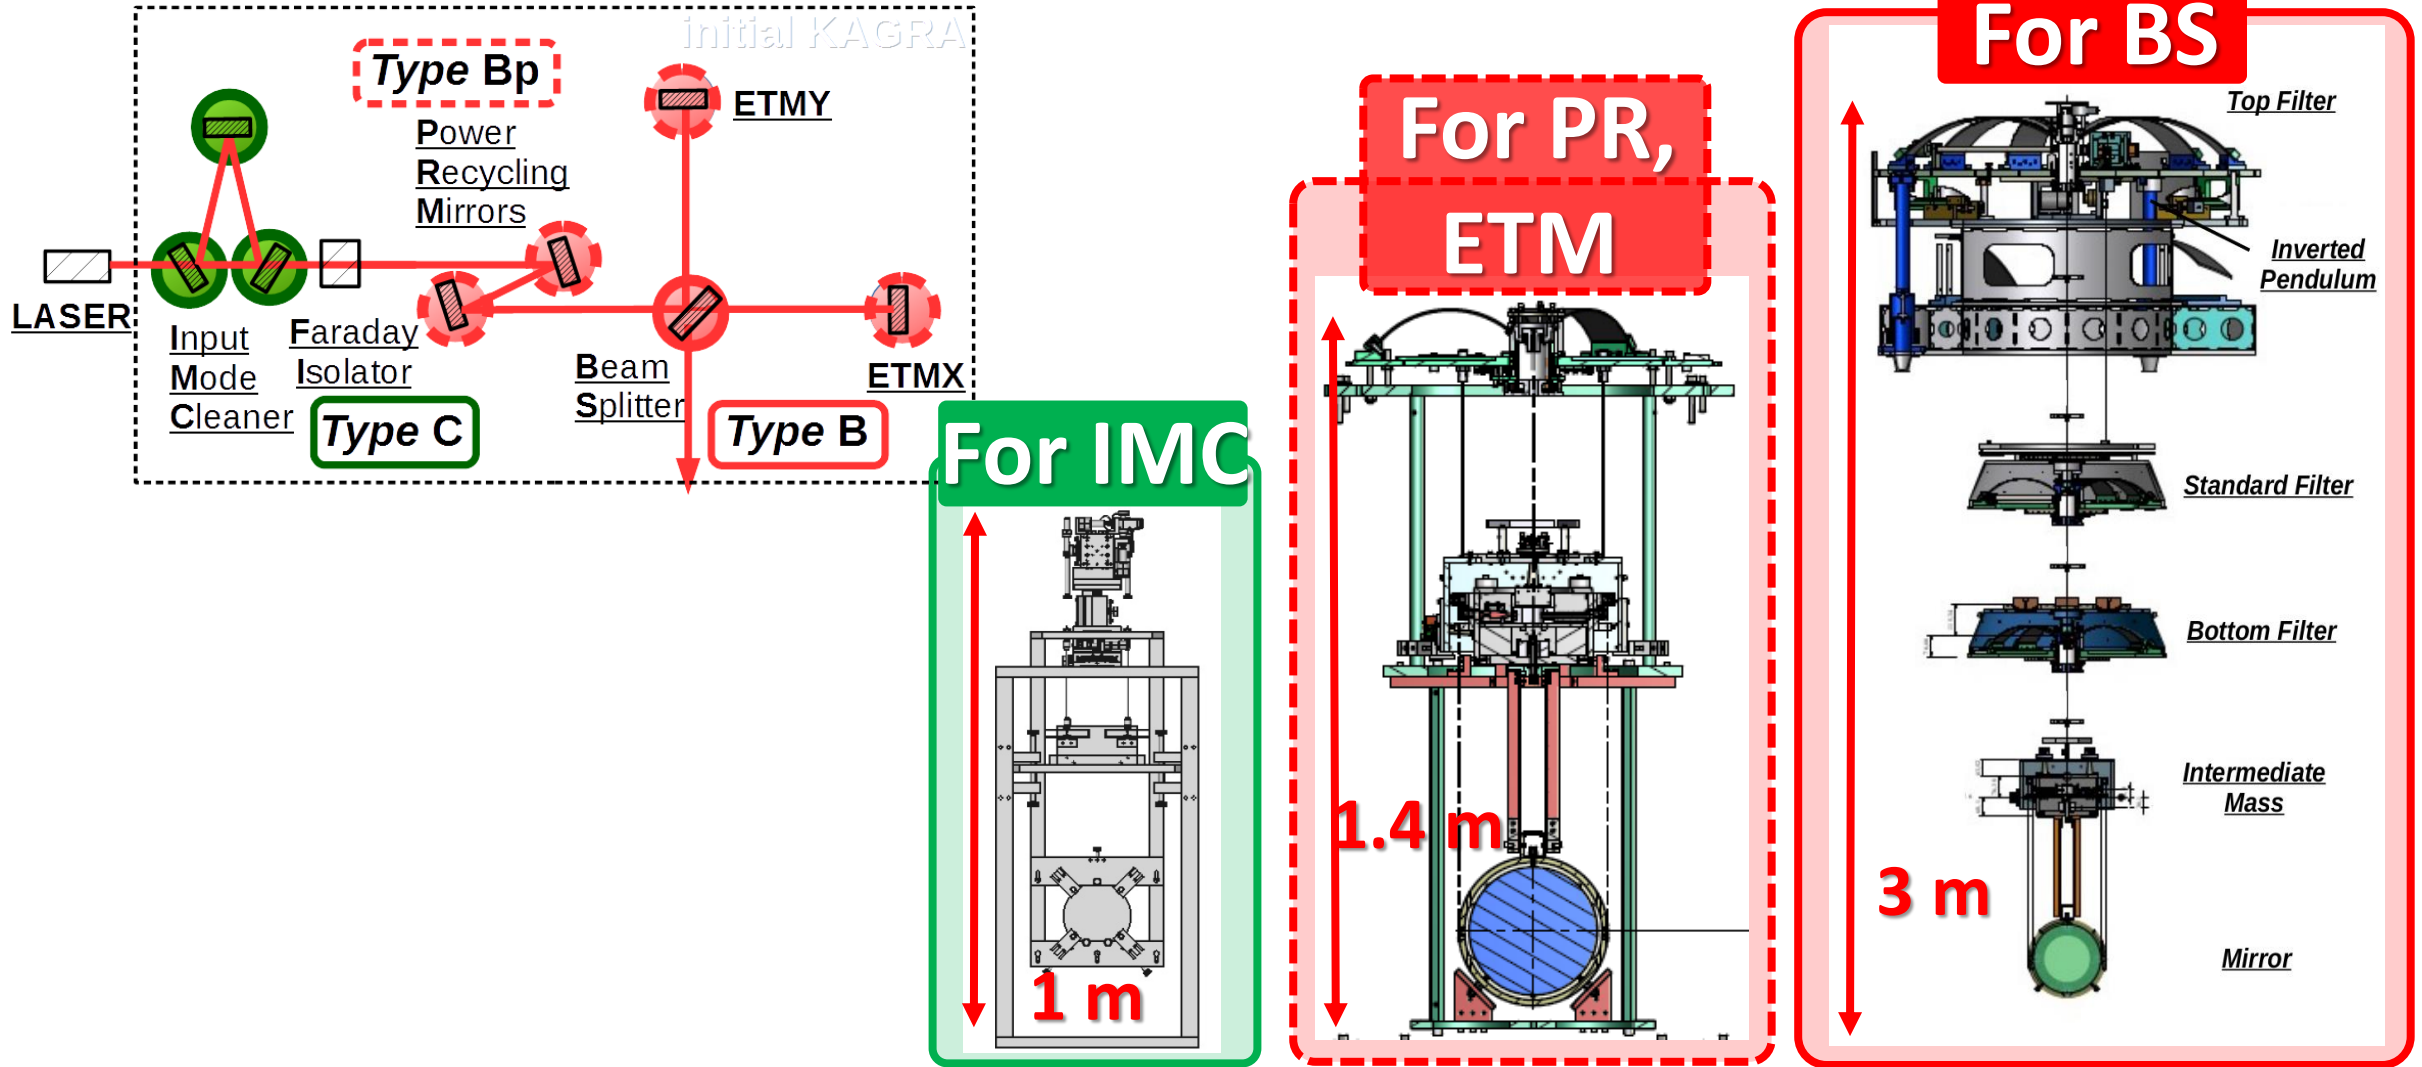 initial KAGRA
Type Bp
Power
Recycling
Mirrors
ETMY
LASER
Input
Mode
Cleaner
Faraday
Isolator
Type C
Beam
Splitter
Type B
ETMX
For IMC
1 m
For PR,
ETM
1.4 m
For BS
Top Filter
Inverted
Pendulum
Standard Filter
Bottom Filter
Intermediate
Mass
3 m
Mirror